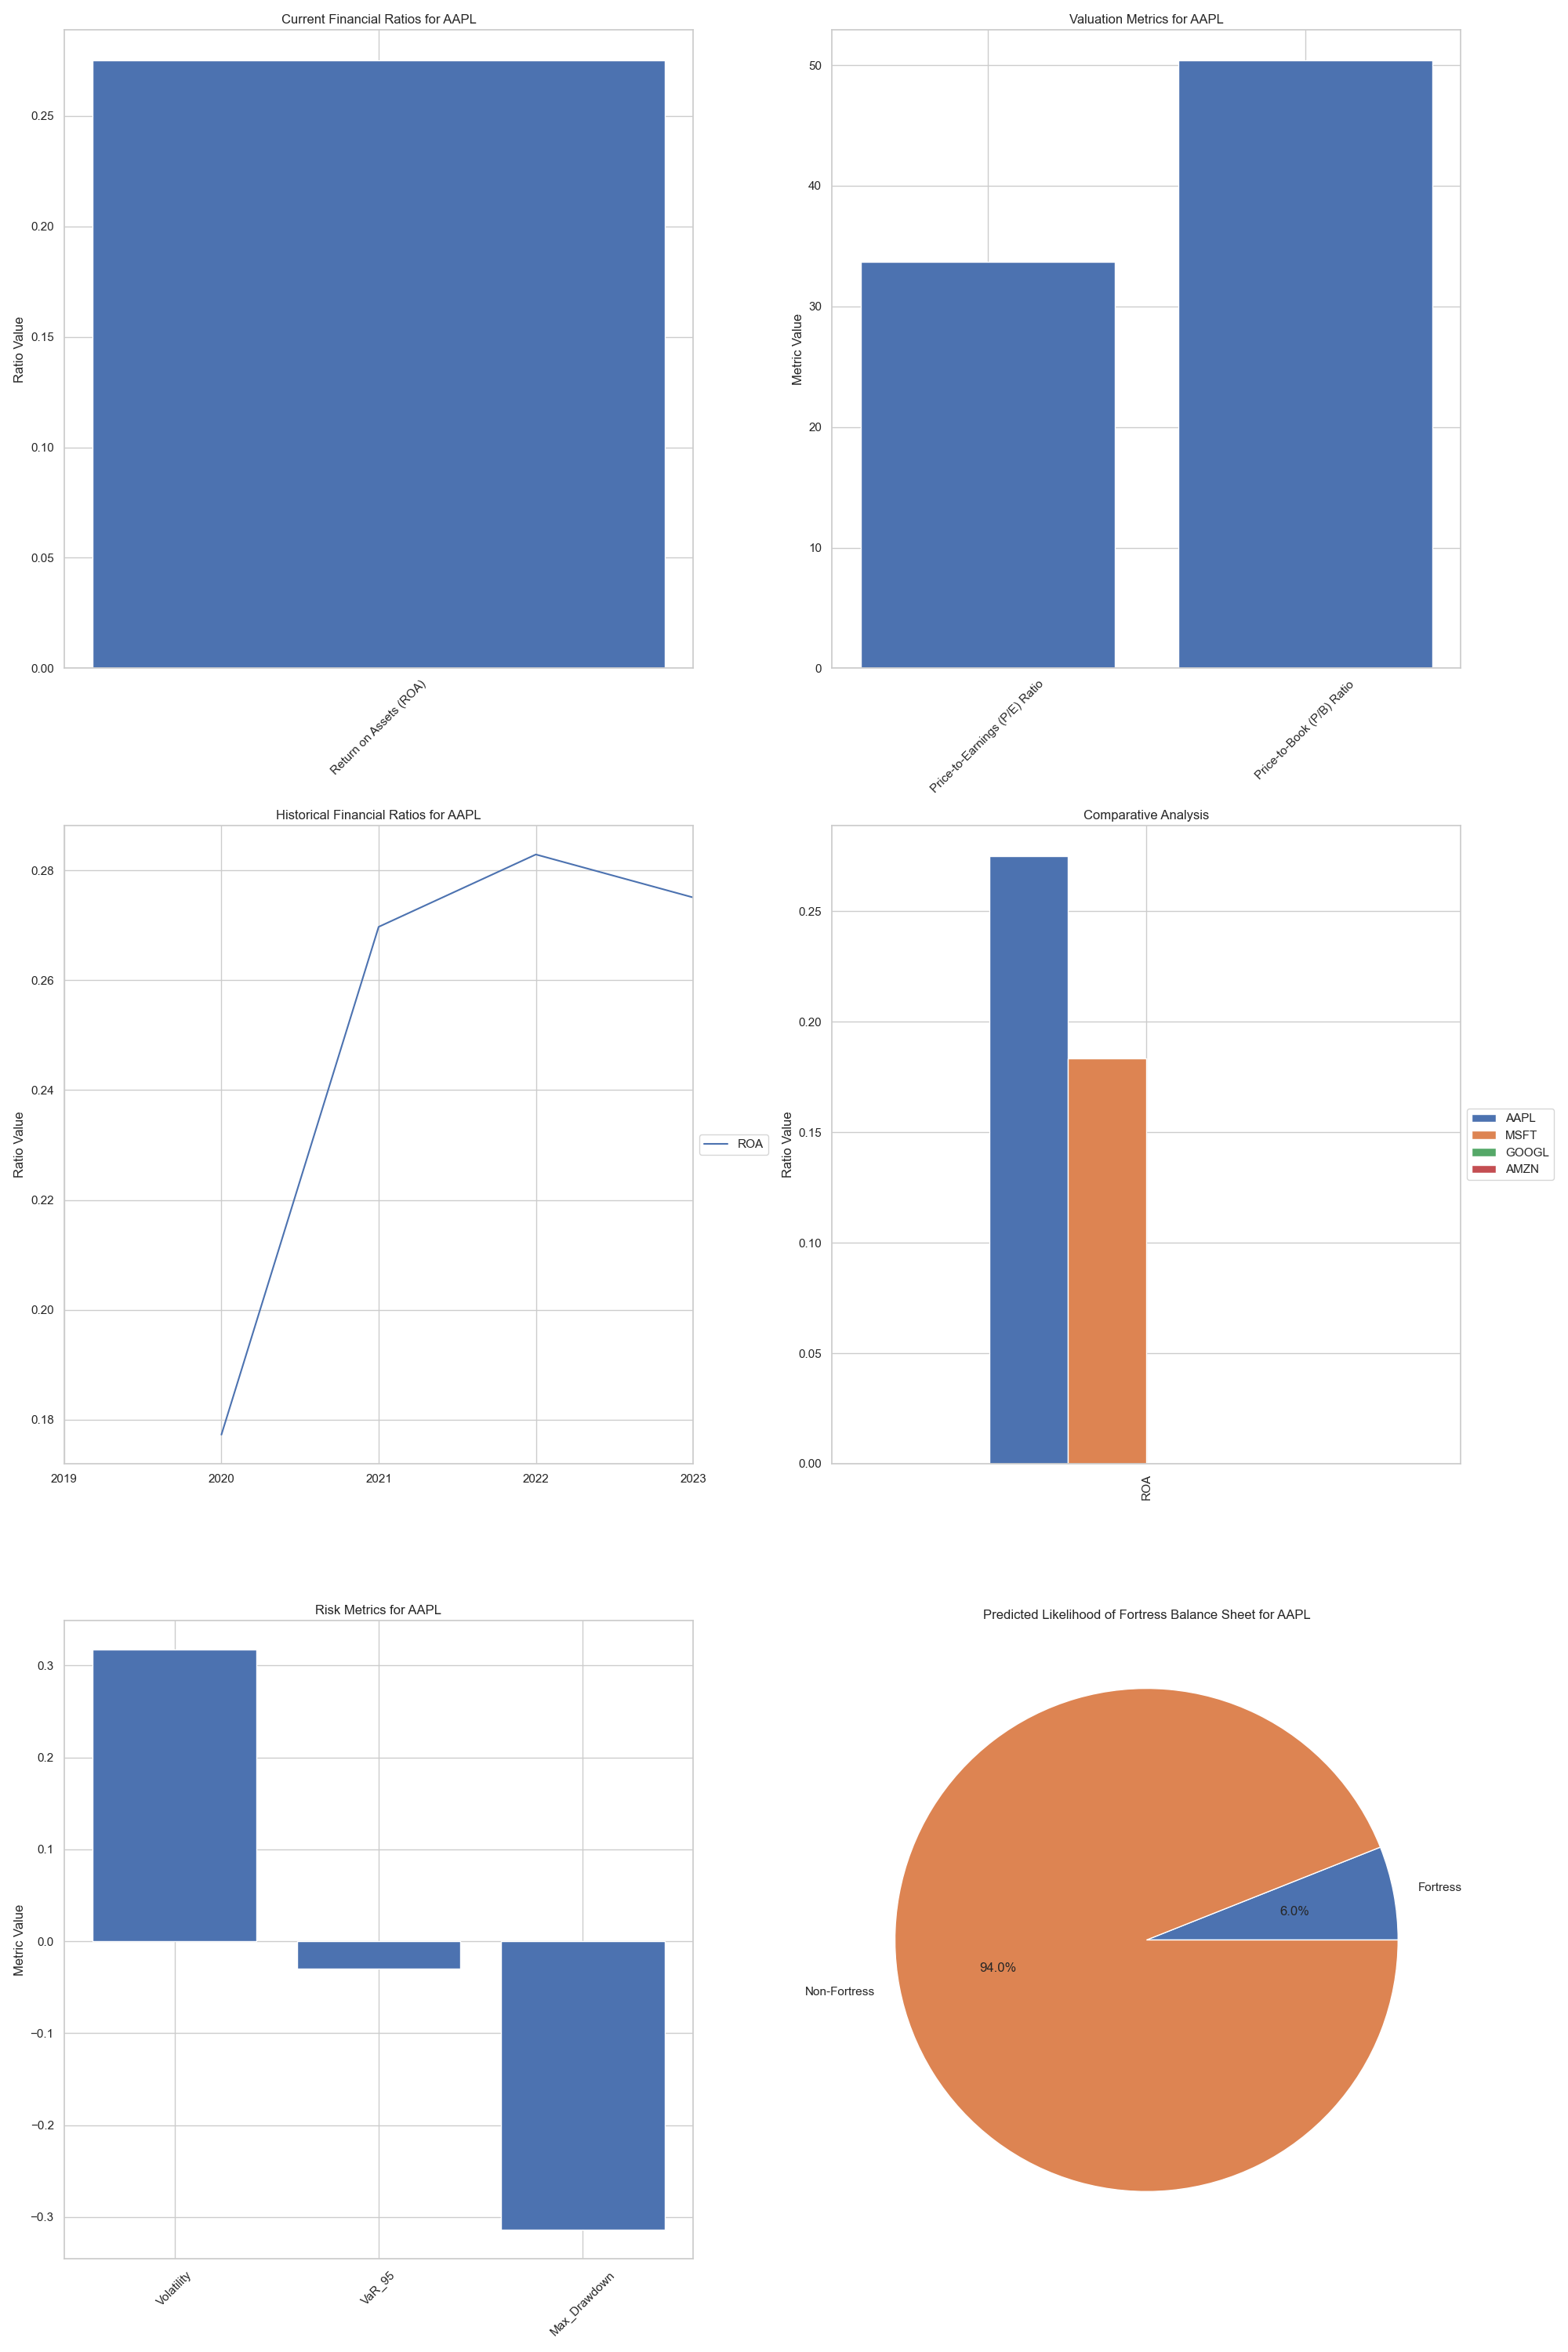 Current Financial Ratios for AAPL
Ratio Value
0.25
0.20
0.15
0.10
0.05
0.00
Return on Assets (ROA)
Valuation Metrics for AAPL
Metric Value
50
40
30
20
10
0
Price-to-Earnings (P/E) Ratio
Price-to-Book (P/B) Ratio
Historical Financial Ratios for AAPL
Ratio Value
0.28
0.26
0.24
0.22
0.20
0.18
2019
2020
2021
2022
2023
ROA
Comparative Analysis
Ratio Value
0.25
0.20
0.15
0.10
0.05
0.00
ROA
AAPL
MSFT
GOOGL
AMZN
Risk Metrics for AAPL
Metric Value
0.3
0.2
0.1
0.0
−0.1
−0.2
−0.3
Volatility
VaR_95
Max_Drawdown
Predicted Likelihood of Fortress Balance Sheet for AAPL
Fortress
6.0%
94.0%
Non-Fortress